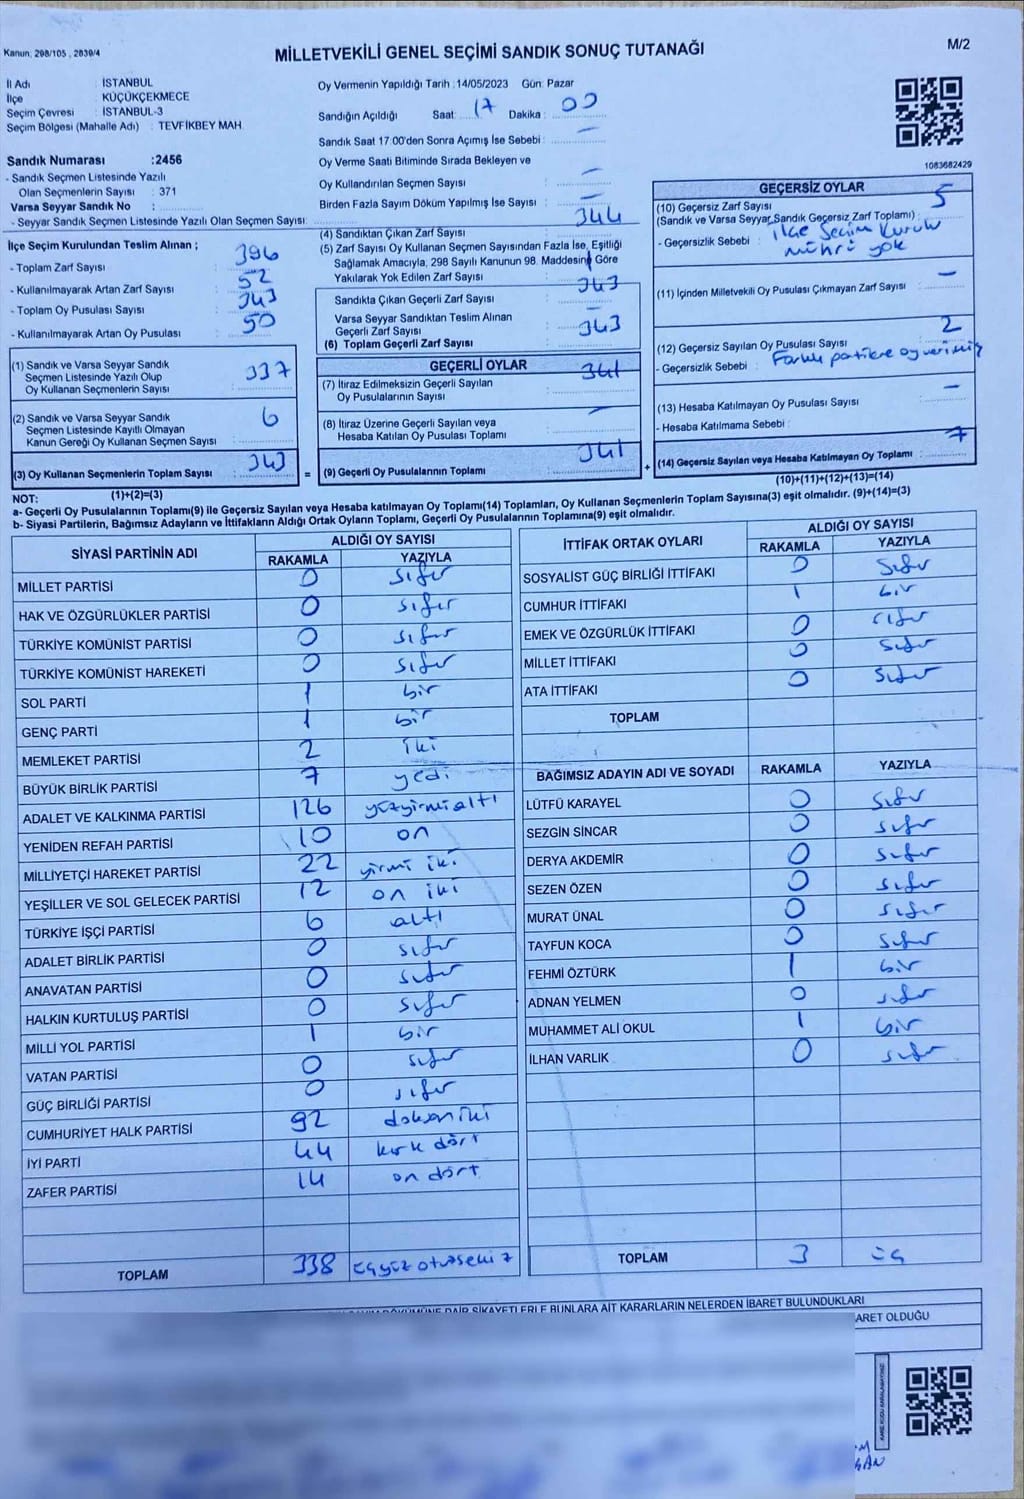 Kanun: 298/105 , 2839/4
MİLLETVEKİLİ GENEL SEÇİMİ SANDIK SONUÇ TUTANAĞI
M/2
İl Adı : İSTANBUL
İlçe : KÜÇÜKÇEKMECE
Seçim Çevresi : İSTANBUL-3
Seçim Bölgesi (Mahalle Adı) : TEVFİKBEY MAH.
Sandık Numarası :2456
- Sandık Seçmen Listesinde Yazılı
Olan Seçmenlerin Sayısı : 371
Varsa Seyyar Sandık No :
- Seyyar Sandık Seçmen Listesinde Yazılı Olan Seçmen Sayısı:
Oy Vermenin Yapıldığı Tarih :14/05/2023 Gün: Pazar
Sandığın Açıldığı Saat: 17 Dakika : 00
Sandık Saat 17.00'den Sonra Açımış İse Sebebi : —
Oy Verme Saati Bitiminde Sırada Bekleyen ve
Oy Kullandırılan Seçmen Sayısı : —
Birden Fazla Sayım Döküm Yapılmış İse Sayısı : —
1083682429
İlçe Seçim Kurulundan Teslim Alınan ;
- Toplam Zarf Sayısı : 396
- Kullanılmayarak Artan Zarf Sayısı : 52
- Toplam Oy Pusulası Sayısı : 343
- Kullanılmayarak Artan Oy Pusulası : 50
(1) Sandık ve Varsa Seyyar Sandık
Seçmen Listesinde Yazılı Olup
Oy Kullanan Seçmenlerin Sayısı : 337
(2) Sandık ve Varsa Seyyar Sandık
Seçmen Listesinde Kayıtlı Olmayan
Kanun Gereği Oy Kullanan Seçmen Sayısı : 6
(3) Oy Kullanan Seçmenlerin Toplam Sayısı : 343
(1)+(2)=(3)
(4) Sandıktan Çıkan Zarf Sayısı : 344
(5) Zarf Sayısı Oy Kullanan Seçmen Sayısından Fazla İse, Eşitliği
Sağlamak Amacıyla, 298 Sayılı Kanunun 98. Maddesine Göre
Yakılarak Yok Edilen Zarf Sayısı :
Sandıkta Çıkan Geçerli Zarf Sayısı : 343
Varsa Seyyar Sandıktan Teslim Alınan
Geçerli Zarf Sayısı : —
(6) Toplam Geçerli Zarf Sayısı : 343
GEÇERLİ OYLAR
(7) İtiraz Edilmeksizin Geçerli Sayılan
Oy Pusulalarının Sayısı : 341
(8) İtiraz Üzerine Geçerli Sayılan veya
Hesaba Katılan Oy Pusulası Toplamı : —
= (9) Geçerli Oy Pusulalarının Toplamı : 341 +
GEÇERSİZ OYLAR
(10) Geçersiz Zarf Sayısı 5
(Sandık ve Varsa Seyyar Sandık Geçersiz Zarf Toplamı) :
- Geçersizlik Sebebi : ilçe Seçim Kurulu
mührü yok
(11) İçinden Milletvekili Oy Pusulası Çıkmayan Zarf Sayısı : —
(12) Geçersiz Sayılan Oy Pusulası Sayısı : 2
- Geçersizlik Sebebi : Farklı partilere oy verilmiş
(13) Hesaba Katılmayan Oy Pusulası Sayısı : —
- Hesaba Katılmama Sebebi :
(14) Geçersiz Sayılan veya Hesaba Katılmayan Oy Toplamı : 7
(10)+(11)+(12)+(13)=(14)
NOT:
a- Geçerli Oy Pusulalarının Toplamı(9) ile Geçersiz Sayılan veya Hesaba katılmayan Oy Toplamı(14) Toplamları, Oy Kullanan Seçmenlerin Toplam Sayısına(3) eşit olmalıdır. (9)+(14)=(3)
b- Siyasi Partilerin, Bağımsız Adayların ve İttifakların Aldığı Ortak Oyların Toplamı, Geçerli Oy Pusulalarının Toplamına(9) eşit olmalıdır.
SİYASİ PARTİNİN ADI ALDIĞI OY SAYISI
RAKAMLA YAZIYLA
MİLLET PARTİSİ 0 sıfır
HAK VE ÖZGÜRLÜKLER PARTİSİ 0 sıfır
TÜRKİYE KOMÜNİST PARTİSİ 0 sıfır
TÜRKİYE KOMÜNİST HAREKETİ 0 sıfır
SOL PARTİ 1 bir
GENÇ PARTİ 1 bir
MEMLEKET PARTİSİ 2 iki
BÜYÜK BİRLİK PARTİSİ 7 yedi
ADALET VE KALKINMA PARTİSİ 126 yüzyirmialtı
YENİDEN REFAH PARTİSİ 10 on
MİLLİYETÇİ HAREKET PARTİSİ 22 yirmi iki
YEŞİLLER VE SOL GELECEK PARTİSİ 12 on iki
TÜRKİYE İŞÇİ PARTİSİ 6 altı
ADALET BİRLİK PARTİSİ 0 sıfır
ANAVATAN PARTİSİ 0 sıfır
HALKIN KURTULUŞ PARTİSİ 0 sıfır
MİLLİ YOL PARTİSİ 1 bir
VATAN PARTİSİ 0 sıfır
GÜÇ BİRLİĞİ PARTİSİ 0 sıfır
CUMHURİYET HALK PARTİSİ 92 doksan iki
İYİ PARTİ 44 kırk dört
ZAFER PARTİSİ 14 on dört
TOPLAM 338 üçyüz otuzsekiz
İTTİFAK ORTAK OYLARI ALDIĞI OY SAYISI
RAKAMLA YAZIYLA
SOSYALİST GÜÇ BİRLİĞİ İTTİFAKI 0 sıfır
CUMHUR İTTİFAKI 1 bir
EMEK VE ÖZGÜRLÜK İTTİFAKI 0 sıfır
MİLLET İTTİFAKI 0 sıfır
ATA İTTİFAKI 0 sıfır
TOPLAM
BAĞIMSIZ ADAYIN ADI VE SOYADI RAKAMLA YAZIYLA
LÜTFÜ KARAYEL 0 sıfır
SEZGİN SİNCAR 0 sıfır
DERYA AKDEMİR 0 sıfır
SEZEN ÖZEN 0 sıfır
MURAT ÜNAL 0 sıfır
TAYFUN KOCA 0 sıfır
FEHMİ ÖZTÜRK 1 bir
ADNAN YELMEN 0 sıfır
MUHAMMET ALİ OKUL 1 bir
İLHAN VARLIK 0 sıfır
TOPLAM 3 üç
DAİR ŞİKAYETLERLE BUNLARA AİT KARARLARIN NELERDEN İBARET BULUNDUKLARI
ARET OLDUĞU